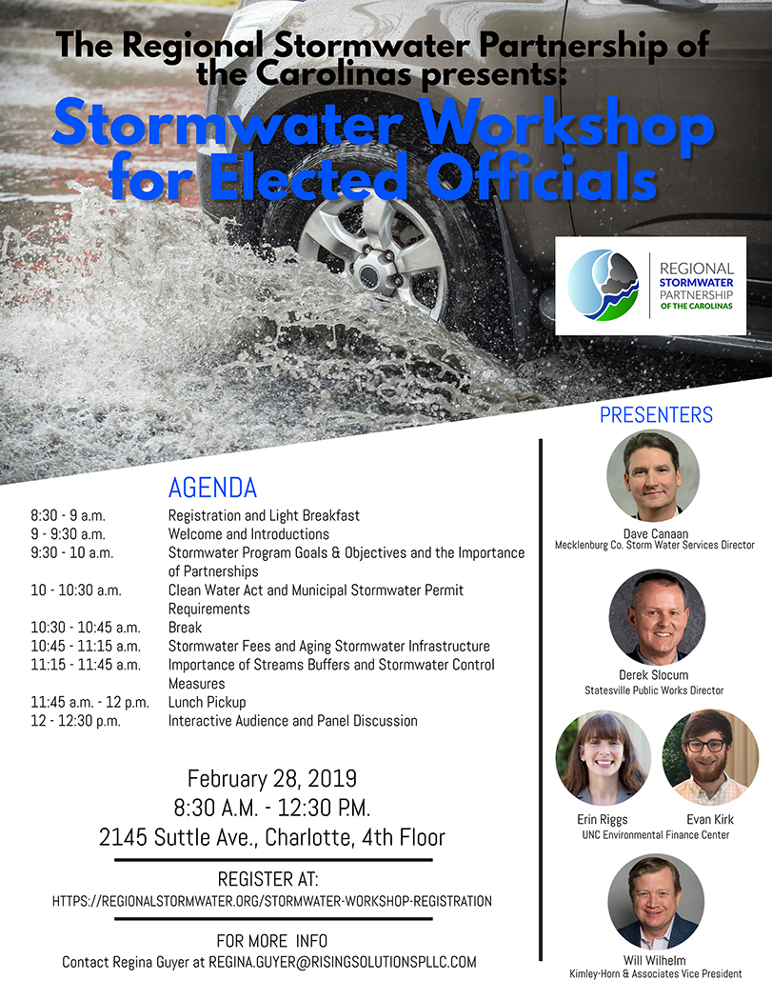 The Regional Stormwater Partnership of
the Carolinas presents:
Stormwater Workshop
for Elected Officials
REGIONAL
STORMWATER
PARTNERSHIP
OF THE CAROLINAS
AGENDA
8:30 - 9 a.m. Registration and Light Breakfast
9 - 9:30 a.m. Welcome and Introductions
9:30 - 10 a.m. Stormwater Program Goals & Objectives and the Importance
of Partnerships
10 - 10:30 a.m. Clean Water Act and Municipal Stormwater Permit
Requirements
10:30 - 10:45 a.m. Break
10:45 - 11:15 a.m. Stormwater Fees and Aging Stormwater Infrastructure
11:15 - 11:45 a.m. Importance of Streams Buffers and Stormwater Control
Measures
11:45 a.m. - 12 p.m. Lunch Pickup
12 - 12:30 p.m. Interactive Audience and Panel Discussion
February 28, 2019
8:30 A.M. - 12:30 P.M.
2145 Suttle Ave., Charlotte, 4th Floor
REGISTER AT:
HTTPS://REGIONALSTORMWATER.ORG/STORMWATER-WORKSHOP-REGISTRATION
FOR MORE INFO
Contact Regina Guyer at REGINA.GUYER@RISINGSOLUTIONSPLLC.COM
PRESENTERS
Dave Canaan
Mecklenburg Co. Storm Water Services Director
Derek Slocum
Statesville Public Works Director
Erin Riggs Evan Kirk
UNC Environmental Finance Center
Will Wilhelm
Kimley-Horn & Associates Vice President